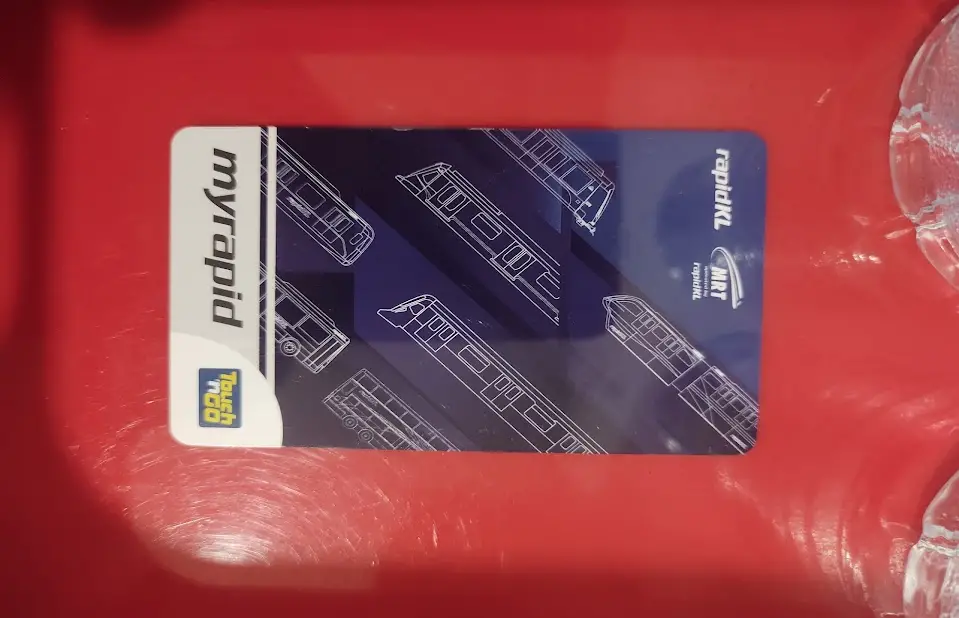 rapidKL
MRT
Operated by
rapidKL
myrapid
Touch
'n GO